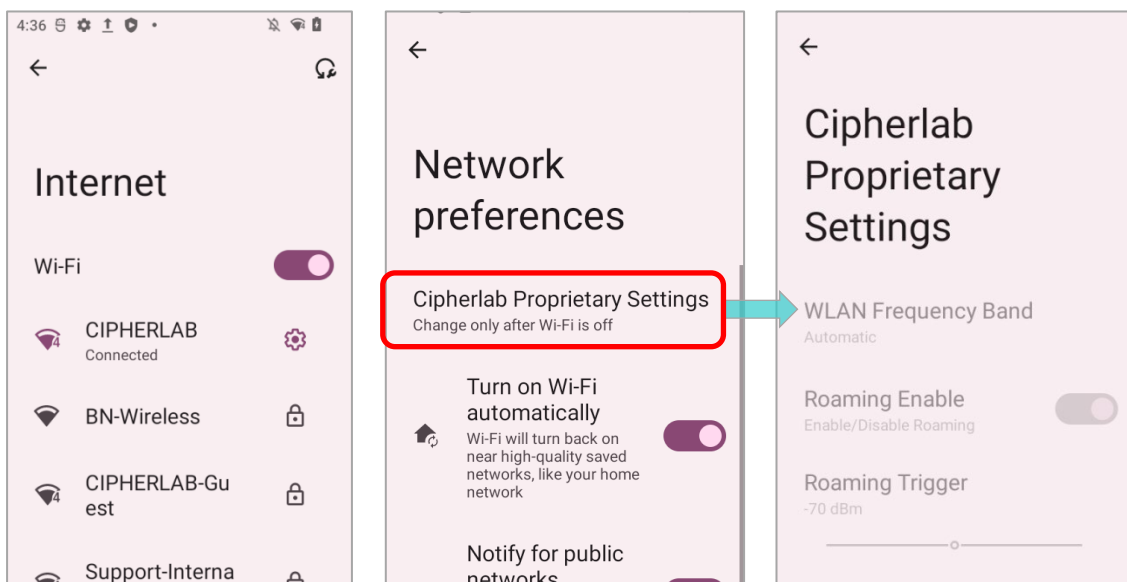 4:36
Internet
Wi-Fi
CIPHERLAB
Connected
BN-Wireless
CIPHERLAB-Gu
est
Support-Interna
Network
preferences
Cipherlab Proprietary Settings
Change only after Wi-Fi is off
Turn on Wi-Fi
automatically
Wi-Fi will turn back on
near high-quality saved
networks, like your home
network
Notify for public
networks
Cipherlab
Proprietary
Settings
WLAN Frequency Band
Automatic
Roaming Enable
Enable/Disable Roaming
Roaming Trigger
-70 dBm